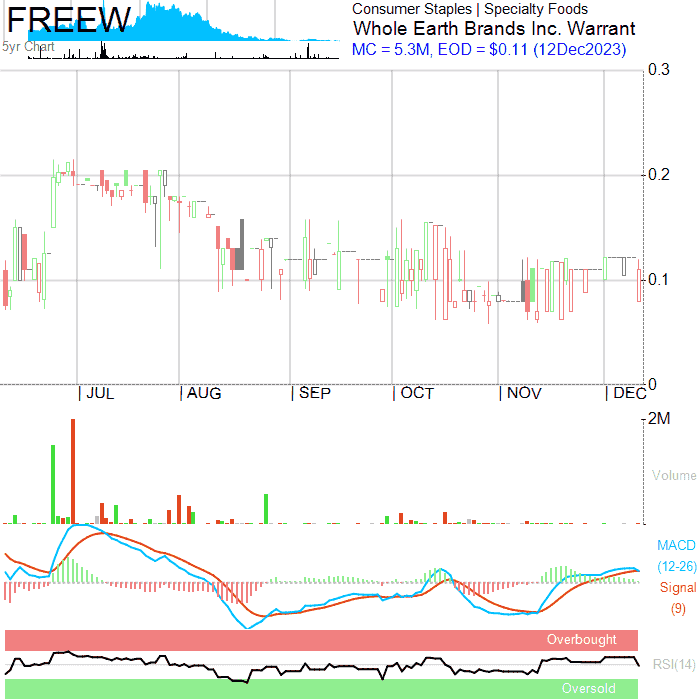 FREEW
5yr Chart
Consumer Staples | Specialty Foods
Whole Earth Brands Inc. Warrant
MC = 5.3M, EOD = $0.11 (12Dec2023)
0.3
0.2
0.1
0
| JUL | AUG | SEP | OCT | NOV | DEC
2M
Volume
MACD
(12-26)
Signal
(9)
Overbought
RSI(14)
Oversold